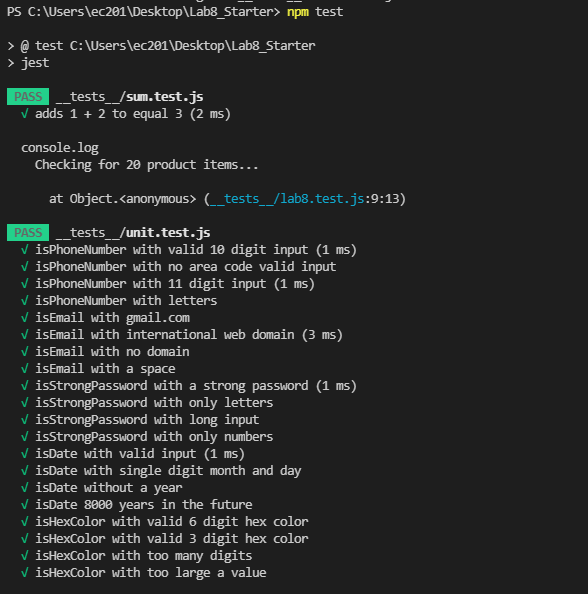 PS C:\Users\ec201\Desktop\Lab8_Starter> npm test
> @ test C:\Users\ec201\Desktop\Lab8_Starter
> jest
PASS __tests__/sum.test.js
√ adds 1 + 2 to equal 3 (2 ms)
console.log
Checking for 20 product items...
at Object.<anonymous> (__tests__/lab8.test.js:9:13)
PASS __tests__/unit.test.js
√ isPhoneNumber with valid 10 digit input (1 ms)
√ isPhoneNumber with no area code valid input
√ isPhoneNumber with 11 digit input (1 ms)
√ isPhoneNumber with letters
√ isEmail with gmail.com
√ isEmail with international web domain (3 ms)
√ isEmail with no domain
√ isEmail with a space
√ isStrongPassword with a strong password (1 ms)
√ isStrongPassword with only letters
√ isStrongPassword with long input
√ isStrongPassword with only numbers
√ isDate with valid input (1 ms)
√ isDate with single digit month and day
√ isDate without a year
√ isDate 8000 years in the future
√ isHexColor with valid 6 digit hex color
√ isHexColor with valid 3 digit hex color
√ isHexColor with too many digits
√ isHexColor with too large a value